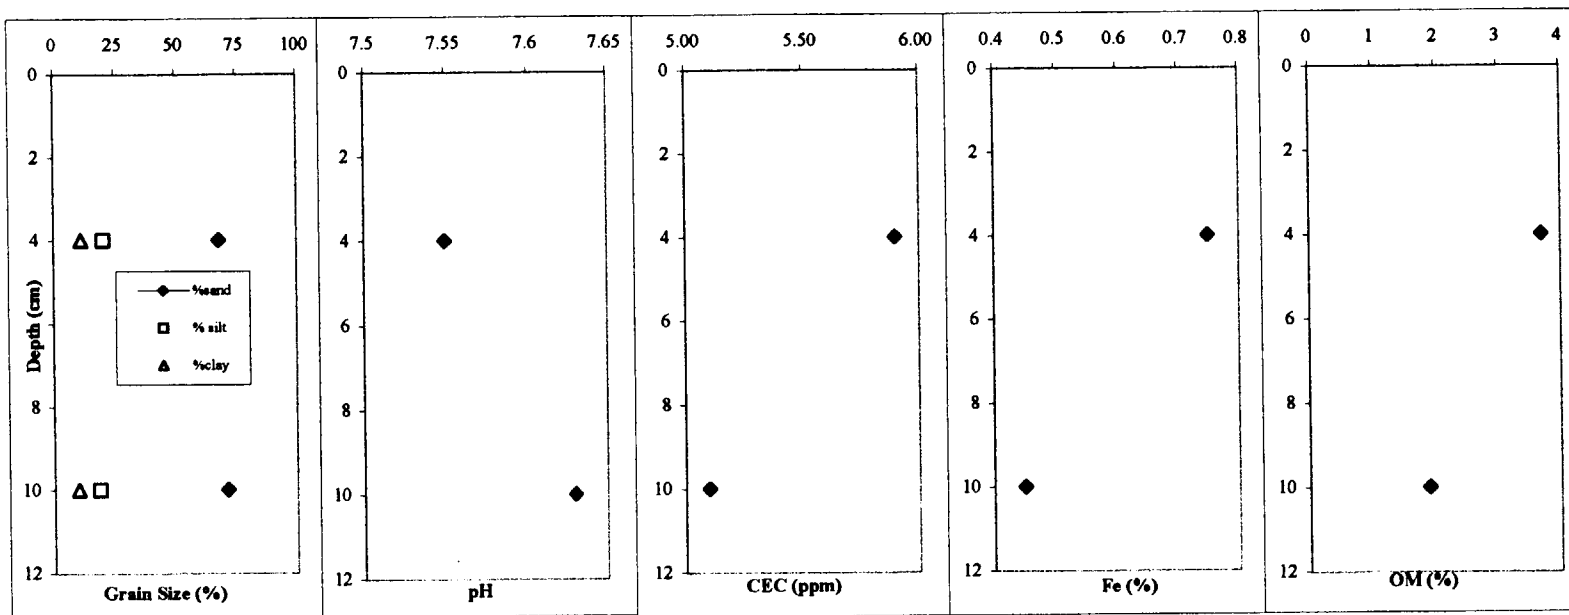 0 25 50 75 100
0
2
4
6
8
10
12
Depth (cm)
%sand
% silt
%clay
Grain Size (%)
7.5 7.55 7.6 7.65
0
2
4
6
8
10
12
pH
5.00 5.50 6.00
0
2
4
6
8
10
12
CEC (ppm)
0.4 0.5 0.6 0.7 0.8
0
2
4
6
8
10
12
Fe (%)
0 1 2 3 4
0
2
4
6
8
10
12
OM (%)